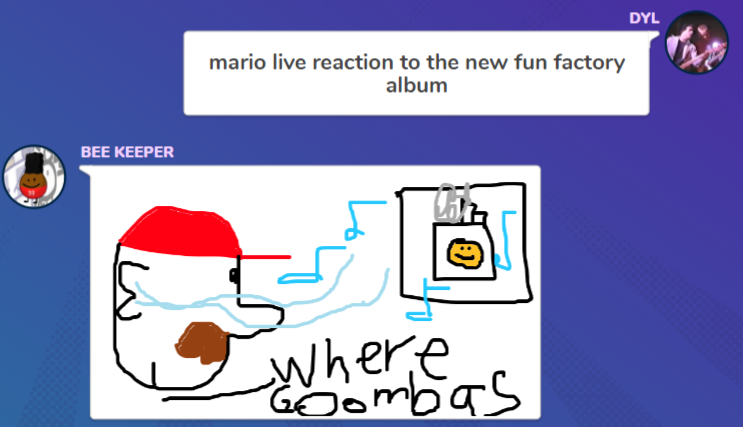 DYL
mario live reaction to the new fun factory
album
BEE KEEPER
where
Goombas